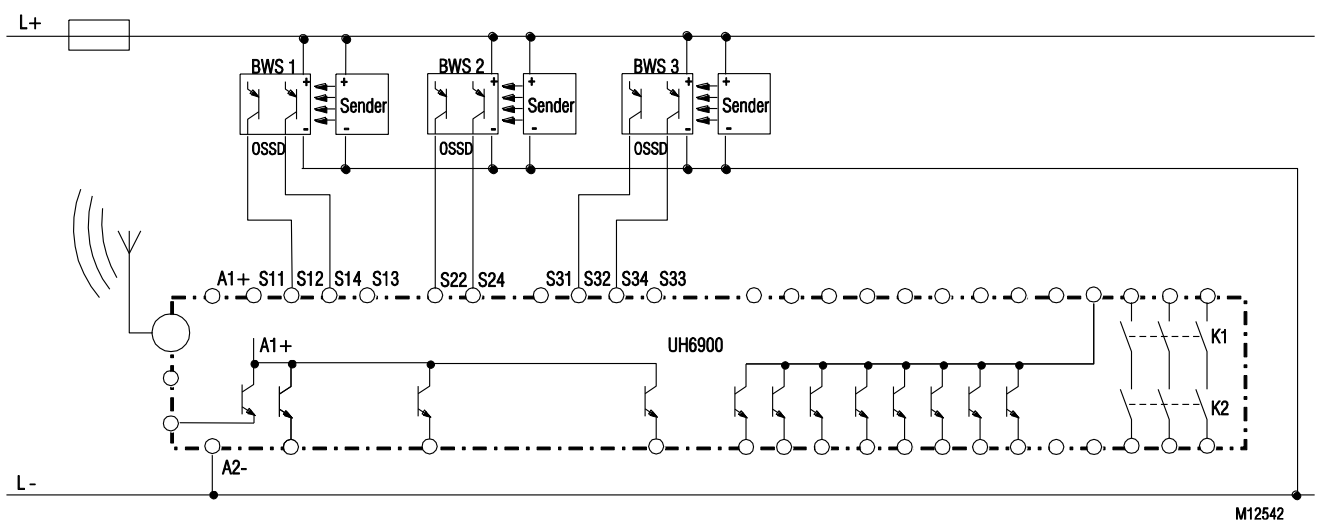 L+
BWS 1
BWS 2
BWS 3
+ + + + + +
Sender Sender Sender
- - - - - -
OSSD OSSD OSSD
A1+ S11 S12 S14 S13 S22 S24 S31 S32 S34 S33
A1+
UH6900
K1
K2
A2-
L-
M12542